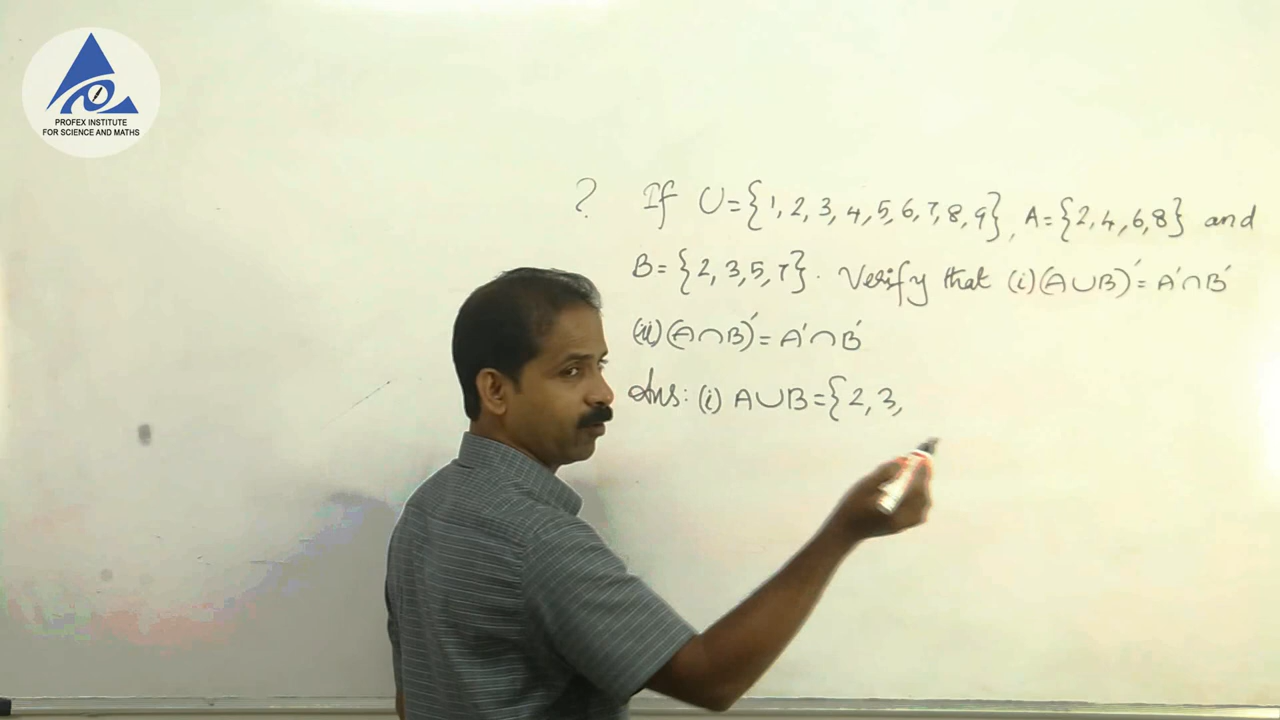 PROFEX INSTITUTE
FOR SCIENCE AND MATHS
? If U = {1, 2, 3, 4, 5, 6, 7, 8, 9}, A = {2, 4, 6, 8} and
B = {2, 3, 5, 7}. Verify that (i) (A∪B)′ = A′∩B′
(ii) (A∩B)′ = A′∩B′
Ans: (i) A∪B = {2, 3,